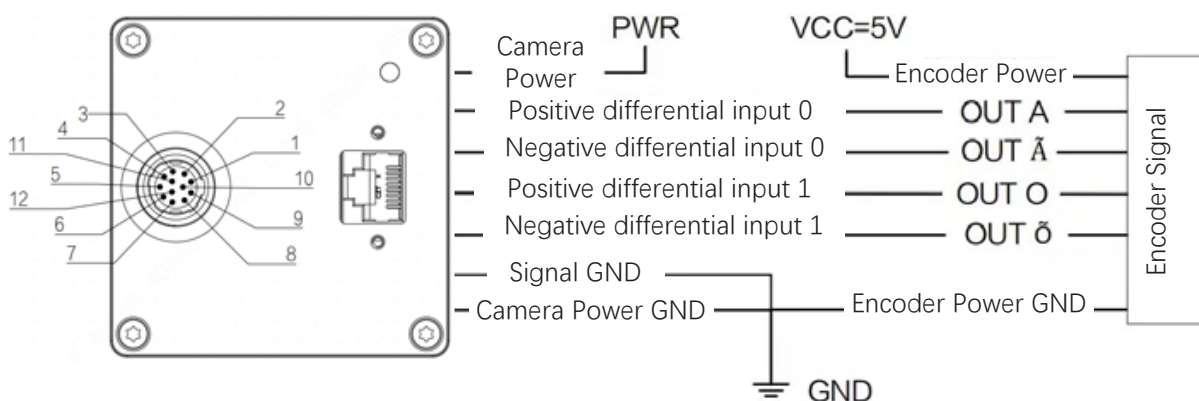 PWR
VCC=5V
Camera
Power
Encoder Power
Positive differential input 0
OUT A
Negative differential input 0
OUT Ã
Positive differential input 1
OUT O
Negative differential input 1
OUT õ
Signal GND
Camera Power GND
Encoder Power GND
GND
Encoder Signal
3
2
4
1
11
5
10
12
6
9
7
8